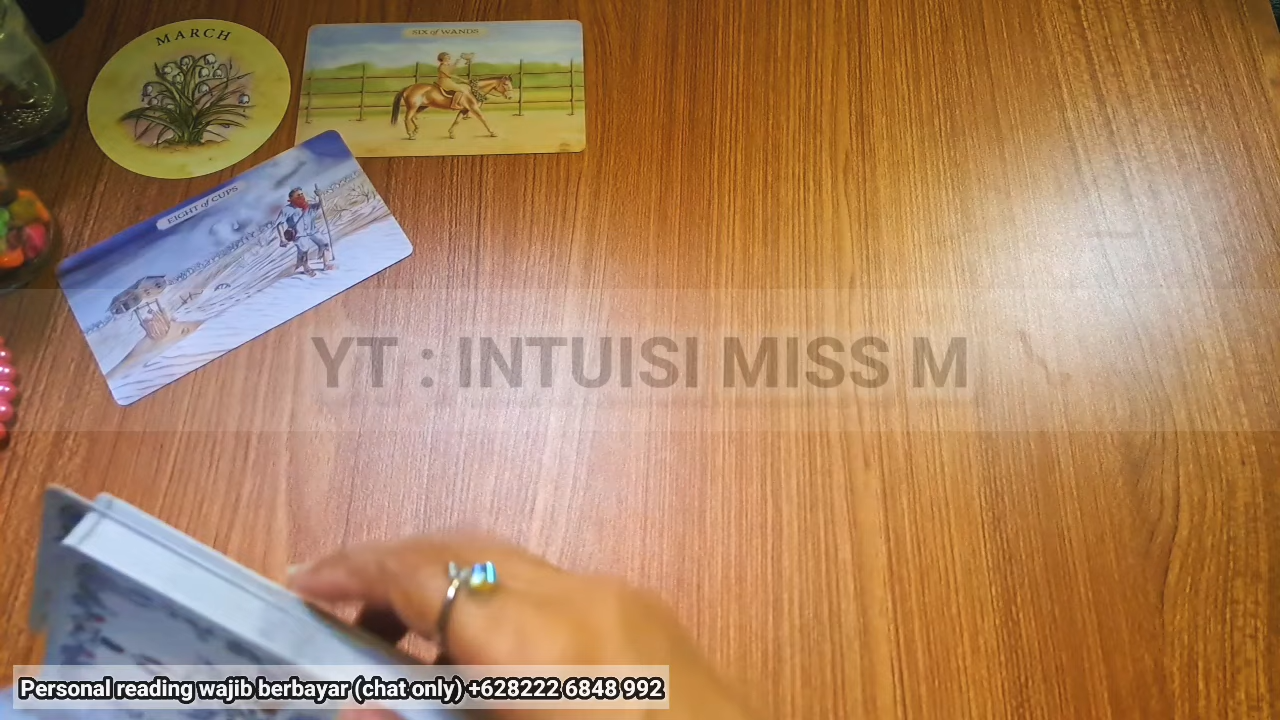 MARCH
SIX of WANDS
EIGHT of CUPS
YT : INTUISI MISS M
Personal reading wajib berbayar (chat only) +628222 6848 992